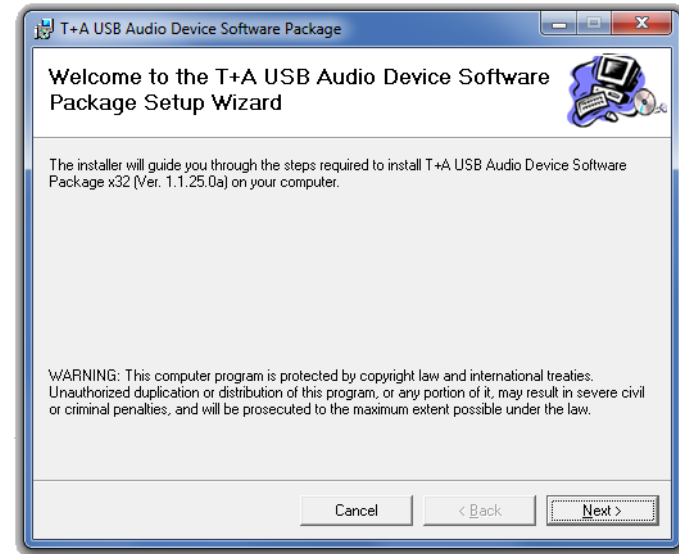 T+A USB Audio Device Software Package
Welcome to the T+A USB Audio Device Software
Package Setup Wizard
The installer will guide you through the steps required to install T+A USB Audio Device Software
Package x32 (Ver. 1.1.25.0a) on your computer.
WARNING: This computer program is protected by copyright law and international treaties.
Unauthorized duplication or distribution of this program, or any portion of it, may result in severe civil
or criminal penalties, and will be prosecuted to the maximum extent possible under the law.
Cancel < Back Next >